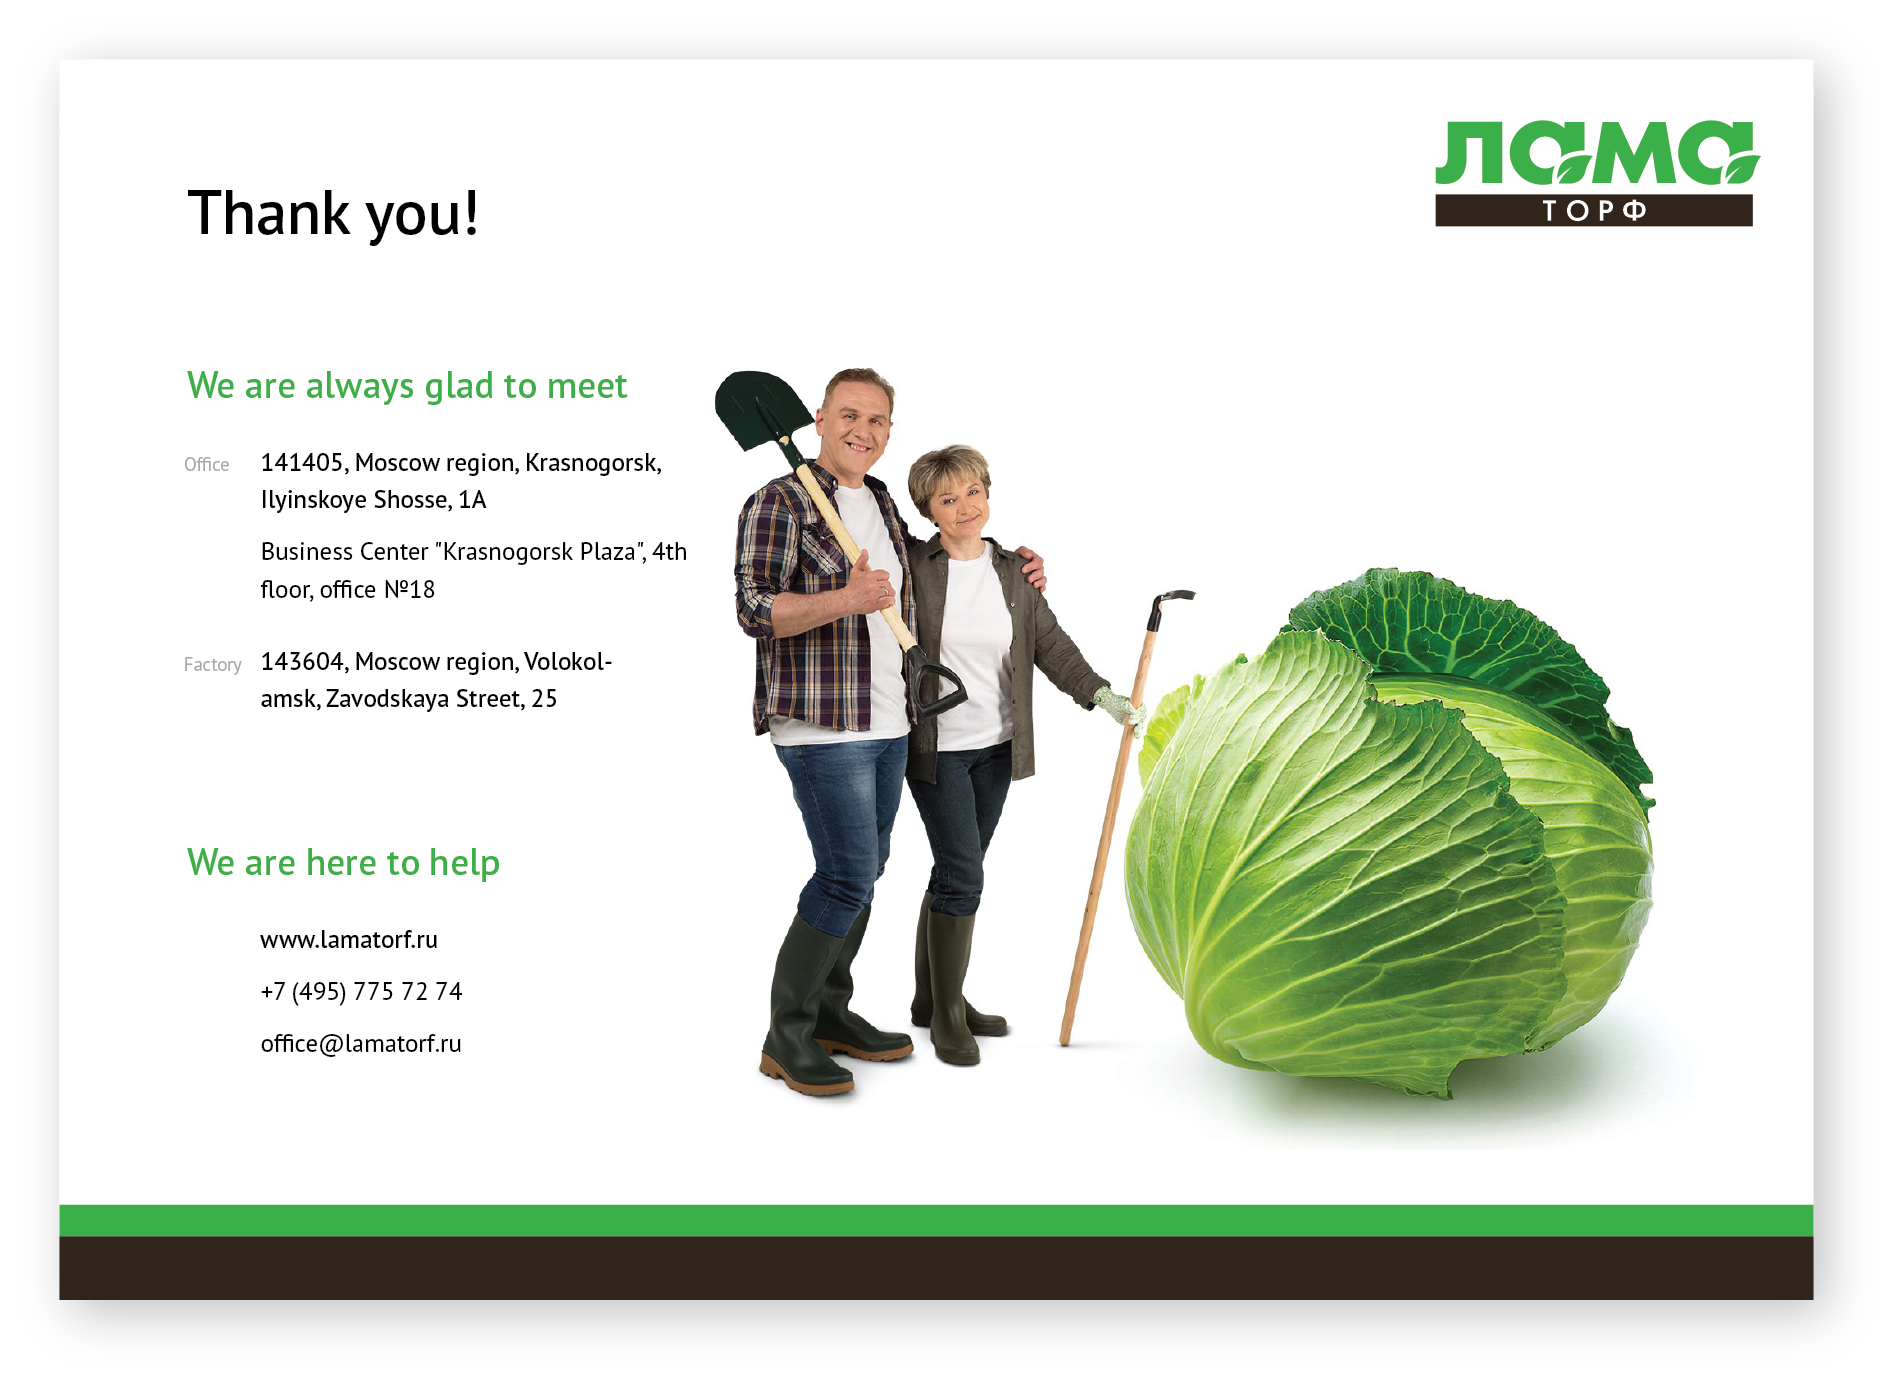 лама
ТОРФ
Thank you!
We are always glad to meet
Office
141405, Moscow region, Krasnogorsk,
Ilyinskoye Shosse, 1A
Business Center "Krasnogorsk Plaza", 4th
floor, office №18
Factory
143604, Moscow region, Volokol-
amsk, Zavodskaya Street, 25
We are here to help
www.lamatorf.ru
+7 (495) 775 72 74
office@lamatorf.ru